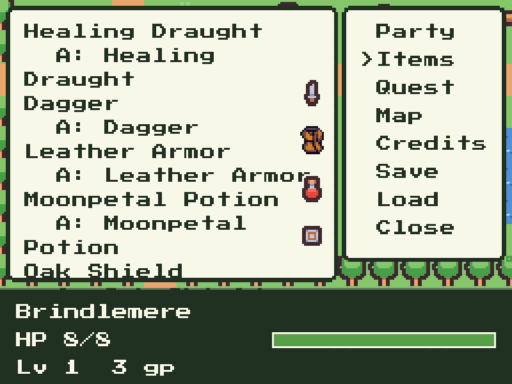 Healing Draught
A: Healing
Draught
Dagger
A: Dagger
Leather Armor
A: Leather Armor
Moonpetal Potion
A: Moonpetal
Potion
Oak Shield
Party
>Items
Quest
Map
Credits
Save
Load
Close
Brindlemere
HP 8/8
Lv 1 3 gp